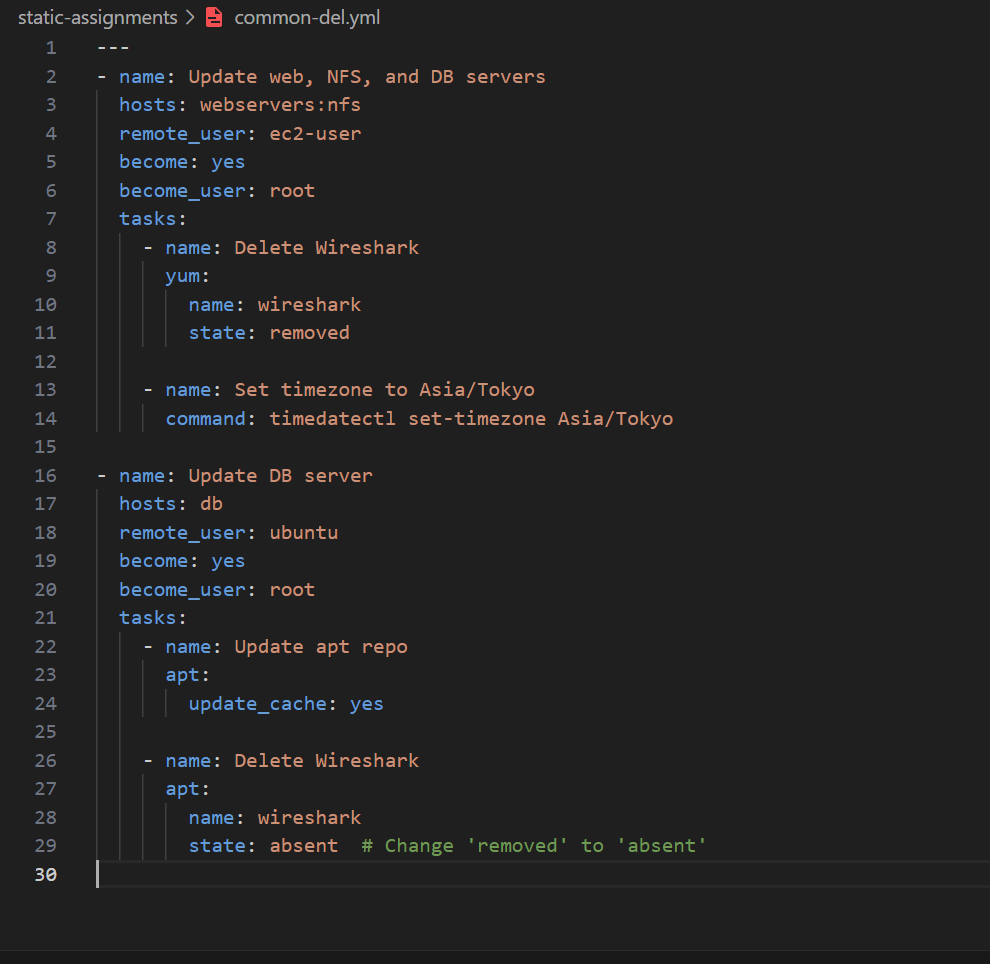 static-assignments > common-del.yml
1 ---
2 - name: Update web, NFS, and DB servers
3   hosts: webservers:nfs
4   remote_user: ec2-user
5   become: yes
6   become_user: root
7   tasks:
8     - name: Delete Wireshark
9       yum:
10         name: wireshark
11         state: removed
12
13     - name: Set timezone to Asia/Tokyo
14       command: timedatectl set-timezone Asia/Tokyo
15
16 - name: Update DB server
17   hosts: db
18   remote_user: ubuntu
19   become: yes
20   become_user: root
21   tasks:
22     - name: Update apt repo
23       apt:
24         update_cache: yes
25
26     - name: Delete Wireshark
27       apt:
28         name: wireshark
29         state: absent  # Change 'removed' to 'absent'
30